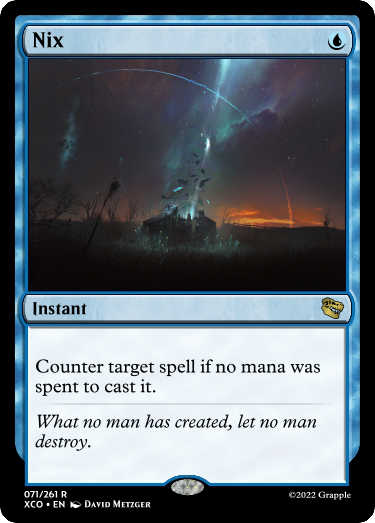 Nix
Instant
Counter target spell if no mana was
spent to cast it.
What no man has created, let no man
destroy.
071/261 R
XCO • EN DAVID METZGER
©2022 Grapple